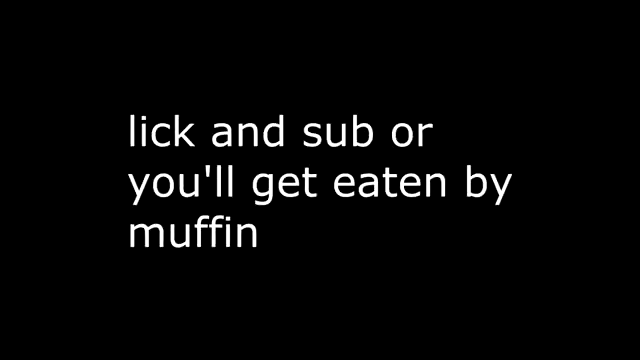 lick and sub or
you'll get eaten by
muffin